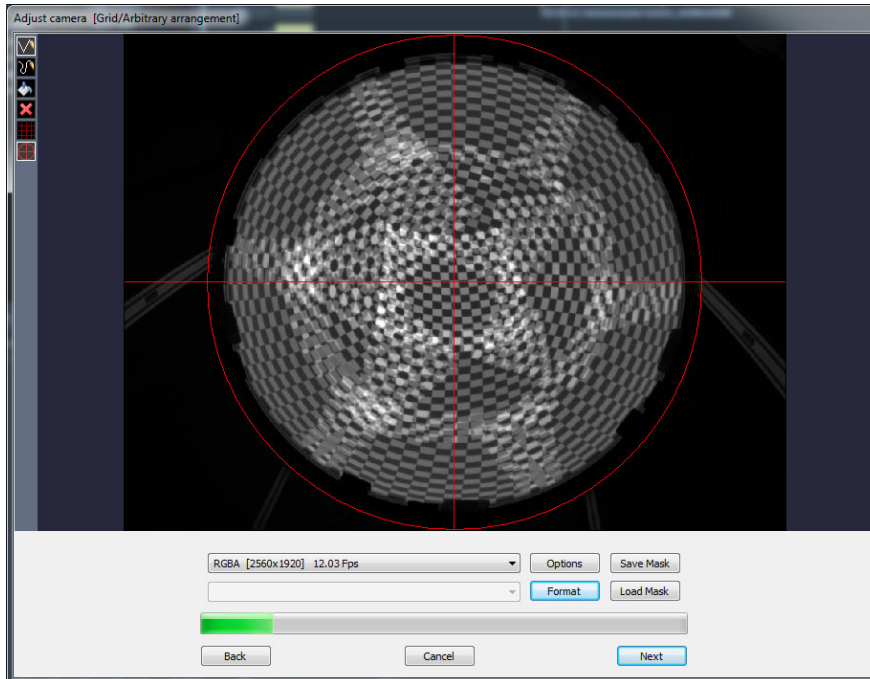 Adjust camera [Grid/Arbitrary arrangement]
RGBA [2560x1920] 12.03 Fps
Options
Save Mask
Format
Load Mask
Back
Cancel
Next